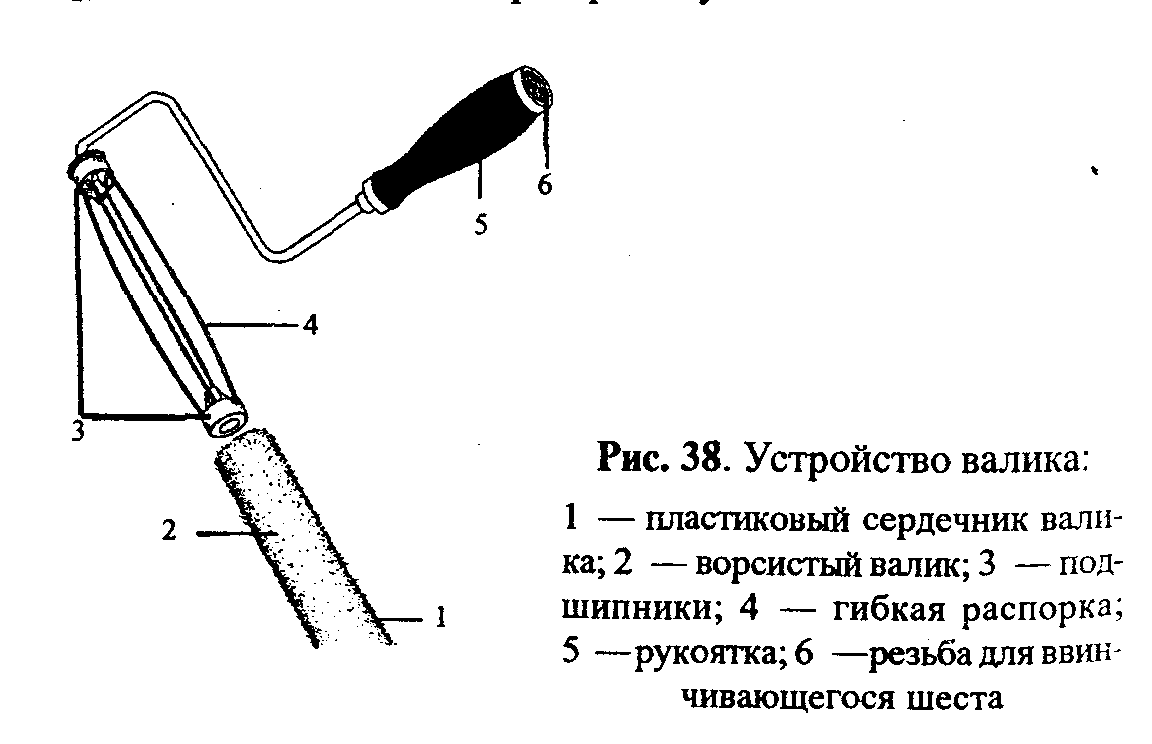 6
5
4
3
2
1
Рис. 38. Устройство валика:
1 — пластиковый сердечник вали-
ка; 2 — ворсистый валик; 3 — под-
шипники; 4 — гибкая распорка;
5 —рукоятка; 6 —резьба для ввин-
чивающегося шеста